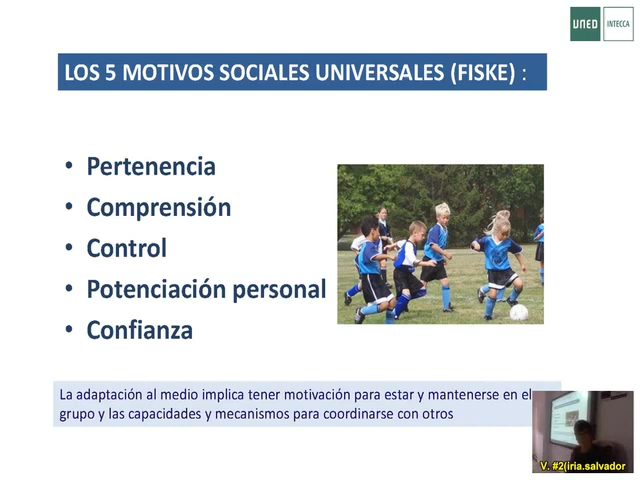 UNED INTECCA
LOS 5 MOTIVOS SOCIALES UNIVERSALES (FISKE) :
• Pertenencia
• Comprensión
• Control
• Potenciación personal
• Confianza
La adaptación al medio implica tener motivación para estar y mantenerse en el
grupo y las capacidades y mecanismos para coordinarse con otros
V. #2(iria.salvador